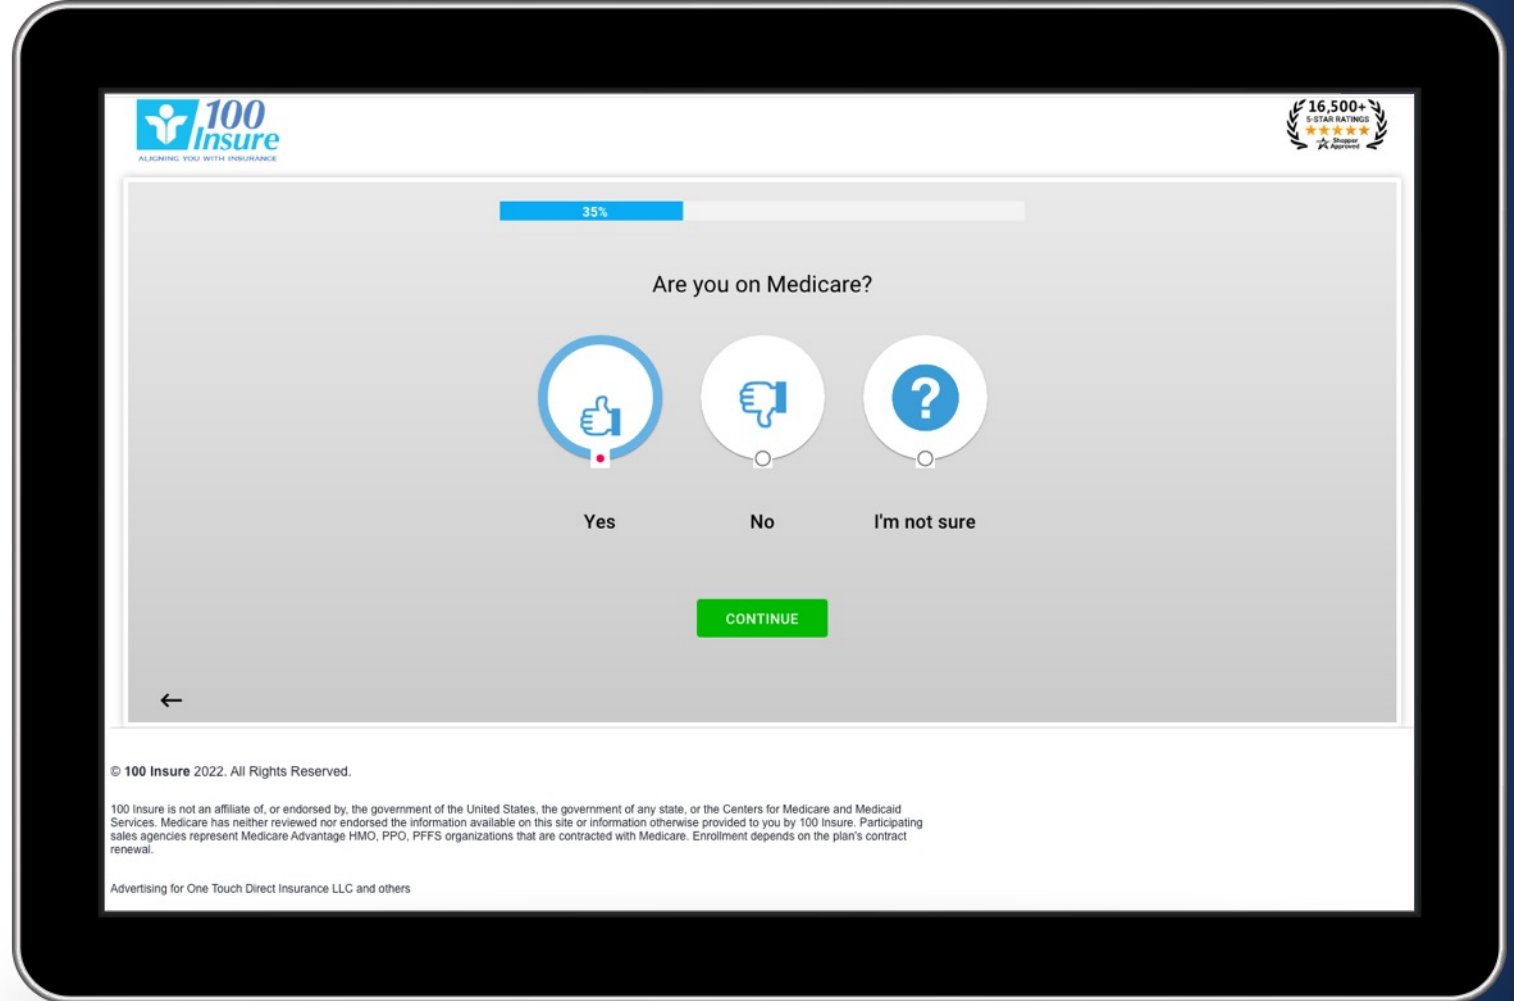 100
Insure
ALIGNING YOU WITH INSURANCE
16,500+
5-STAR RATINGS
Shopper
Approved
35%
Are you on Medicare?
?
Yes
No
I'm not sure
CONTINUE
© 100 Insure 2022. All Rights Reserved.
100 Insure is not an affiliate of, or endorsed by, the government of the United States, the government of any state, or the Centers for Medicare and Medicaid
Services. Medicare has neither reviewed nor endorsed the information available on this site or information otherwise provided to you by 100 Insure. Participating
sales agencies represent Medicare Advantage HMO, PPO, PFFS organizations that are contracted with Medicare. Enrollment depends on the plan's contract
renewal.
Advertising for One Touch Direct Insurance LLC and others